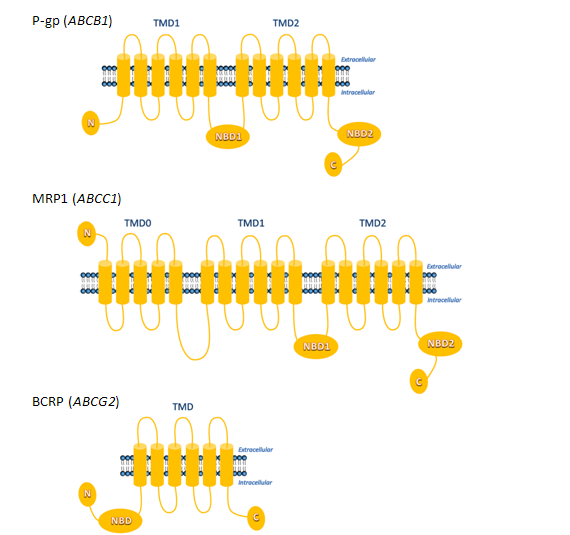 P-gp (ABCB1)
TMD1 TMD2
Extracellular
Intracellular
N
NBD1
NBD2
C
MRP1 (ABCC1)
TMD0 TMD1 TMD2
N
Extracellular
Intracellular
NBD1
NBD2
C
BCRP (ABCG2)
TMD
Extracellular
Intracellular
N
NBD
C